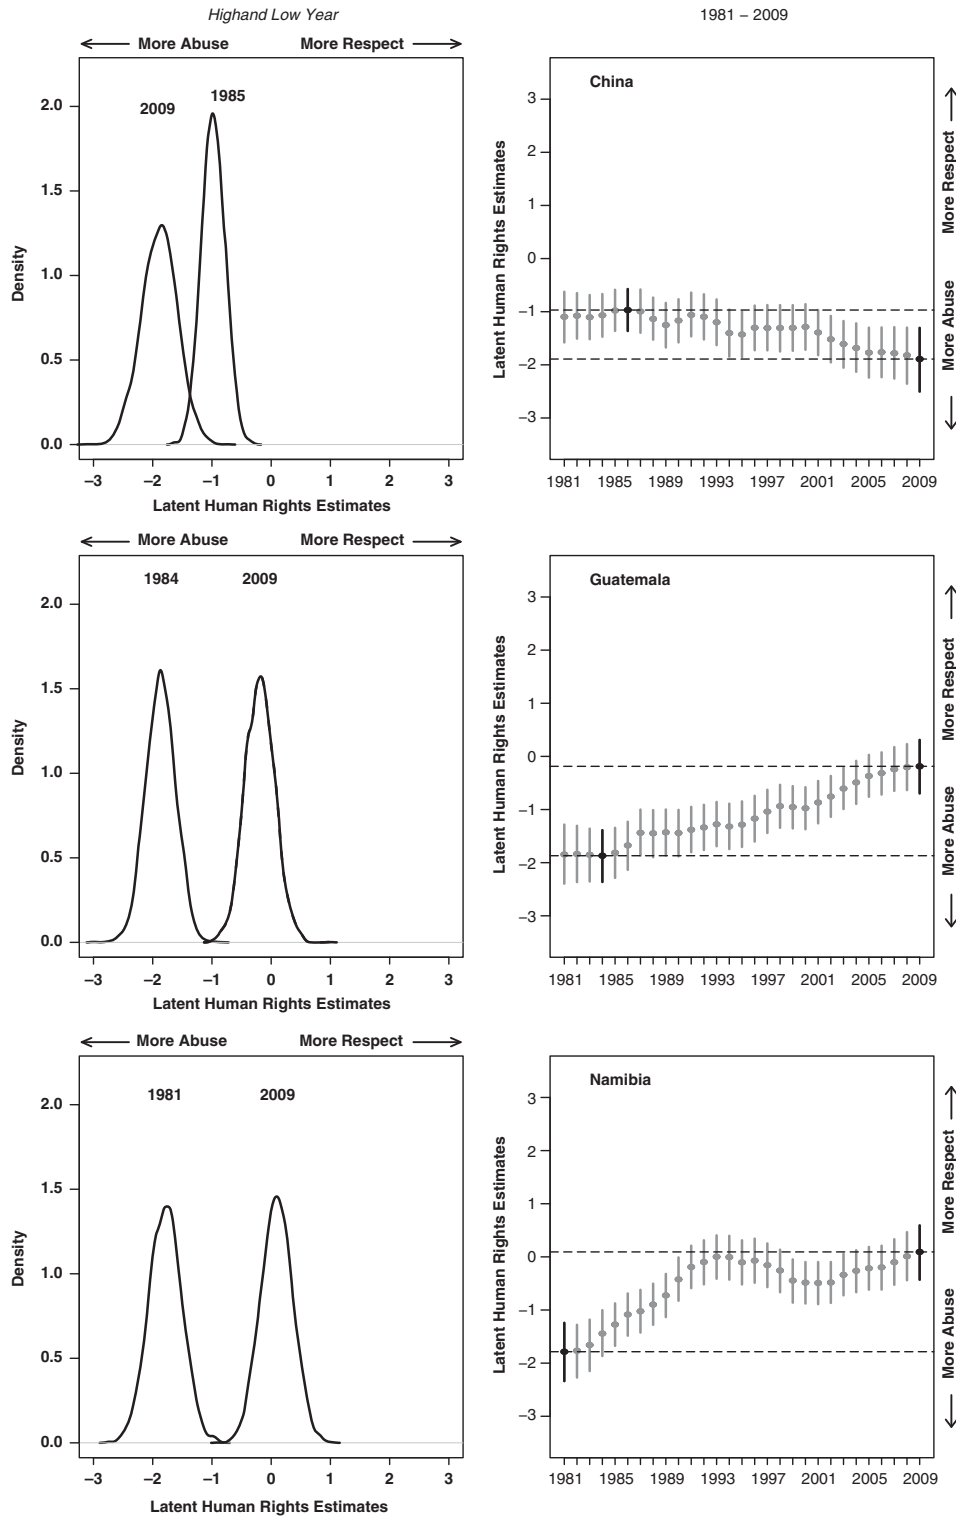 Highand Low Year
1981 – 2009
More Abuse More Respect
2009
1985
2.0
1.5
1.0
0.5
0.0
Density
–3 –2 –1 0 1 2 3
Latent Human Rights Estimates
China
3
2
1
0
–1
–2
–3
Latent Human Rights Estimates
More Respect
More Abuse
1981 1985 1989 1993 1997 2001 2005 2009
More Abuse More Respect
1984 2009
2.0
1.5
1.0
0.5
0.0
Density
–3 –2 –1 0 1 2 3
Latent Human Rights Estimates
Guatemala
3
2
1
0
–1
–2
–3
Latent Human Rights Estimates
More Respect
More Abuse
1981 1985 1989 1993 1997 2001 2005 2009
More Abuse More Respect
1981 2009
2.0
1.5
1.0
0.5
0.0
Density
–3 –2 –1 0 1 2 3
Latent Human Rights Estimates
Namibia
3
2
1
0
–1
–2
–3
Latent Human Rights Estimates
More Respect
More Abuse
1981 1985 1989 1993 1997 2001 2005 2009